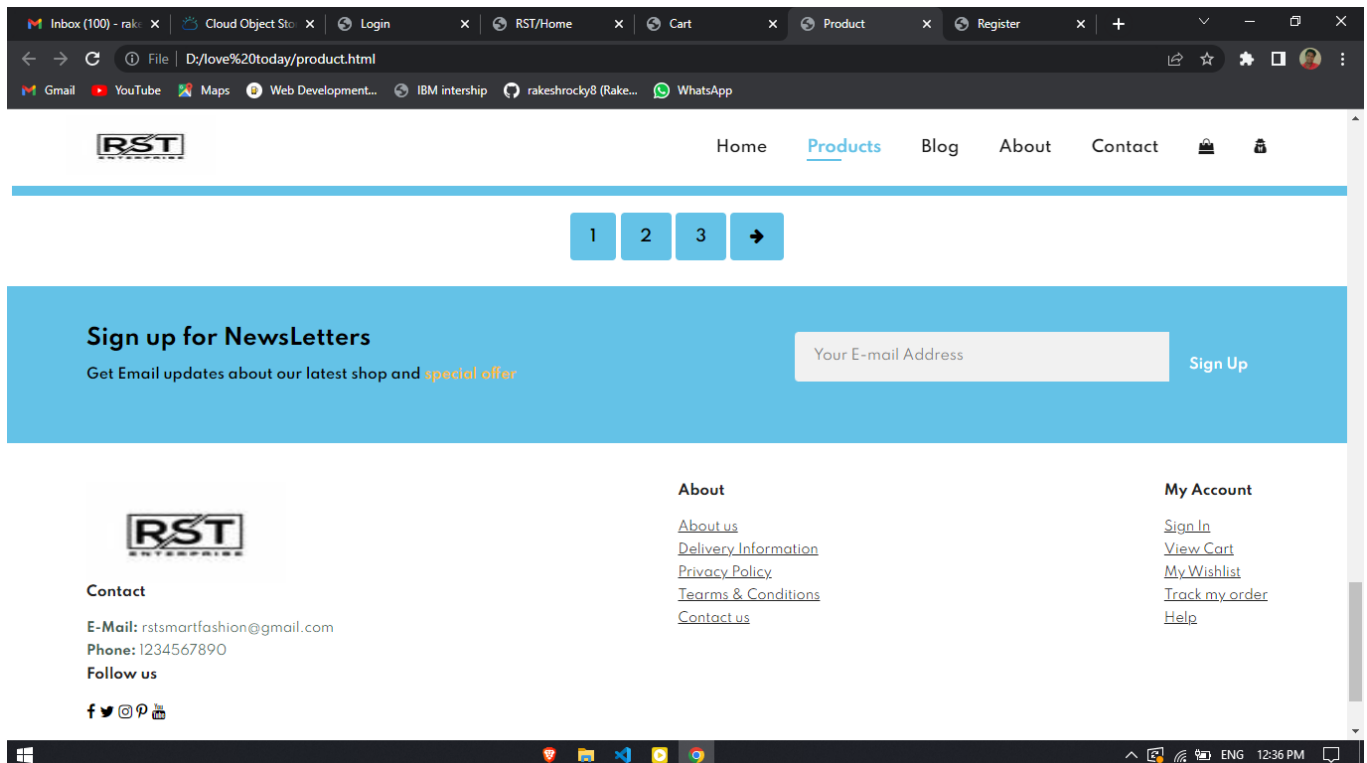 Inbox (100) - rake
Cloud Object Sto
Login
RST/Home
Cart
Product
Register
File D:/love%20today/product.html
Gmail YouTube Maps Web Development... IBM intership rakeshrocky8 (Rake... WhatsApp
RST
ENTERPRISE
Home Products Blog About Contact
1 2 3
Sign up for NewsLetters
Get Email updates about our latest shop and special offer
Your E-mail Address
Sign Up
RST
ENTERPRISE
Contact
E-Mail: rstsmartfashion@gmail.com
Phone: 1234567890
Follow us
You
Tube
About
About us
Delivery Information
Privacy Policy
Tearms & Conditions
Contact us
My Account
Sign In
View Cart
My Wishlist
Track my order
Help
ENG 12:36 PM